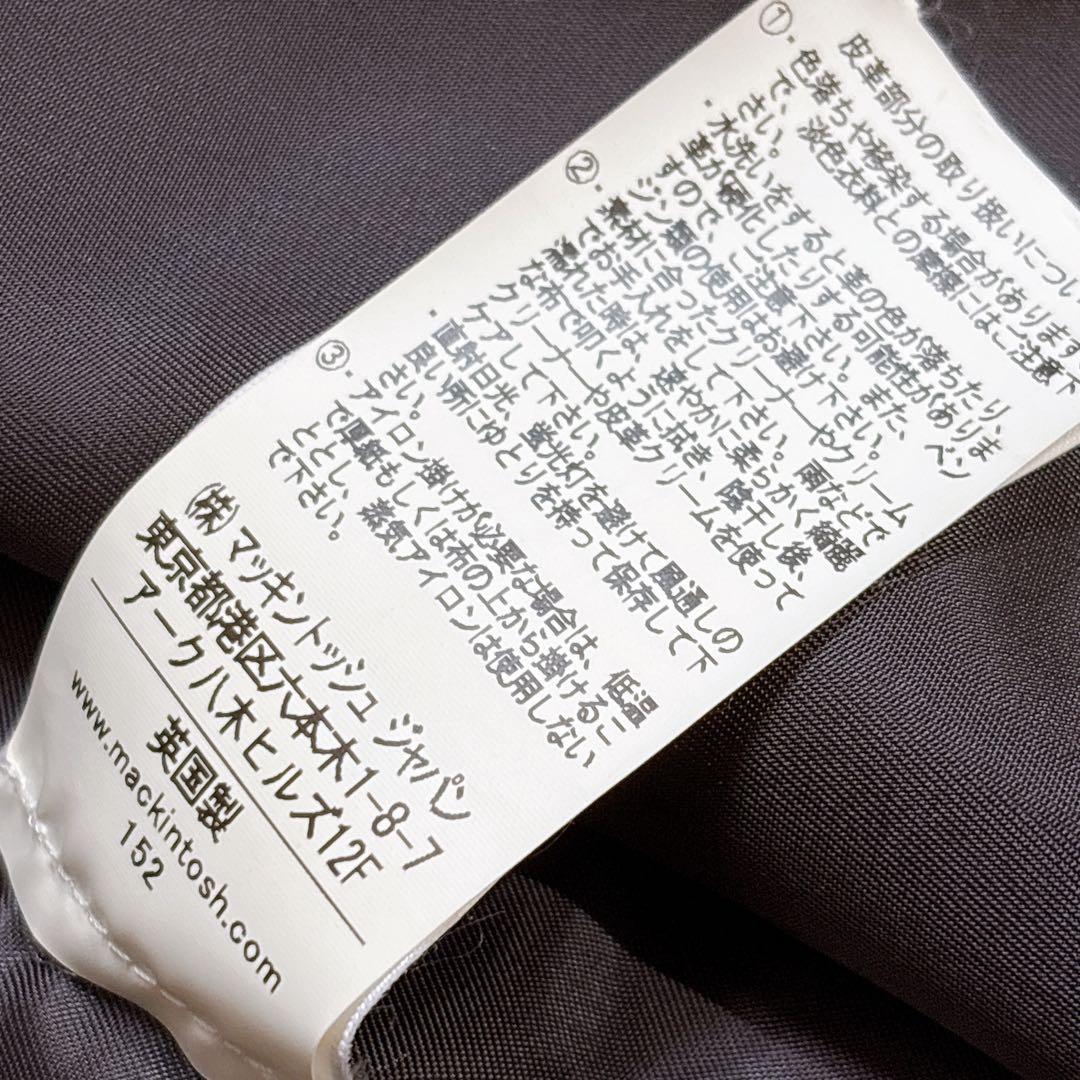 皮革部分の取り扱いについ
①・色落ちや移染する場合があります
淡色衣料との摩擦にはご注意下
さい。
・水洗いをすると革の色が落ちたり、
革が硬化したりする可能性がありま
すので、ご注意下さい。また、ベン
ジン類の使用はお避け下さい。
②・素材に合ったクリーナーやクリーム
でお手入れをして下さい。雨などで
濡れた時は、速やかに柔らかく綺麗
な布で叩くように拭き、陰干し後、
クリーナーや皮革クリームを使って
ケアして下さい。
・直射日光、蛍光灯を避けて風通しの
良い所にゆとりを持って保存して下
さい。
③・アイロン掛けが必要な場合は、低温
で厚紙もしくは布の上から掛けるこ
ととし、蒸気アイロンは使用しない
で下さい。
(株)マッキントッシュ ジャパン
東京都港区六本木1-8-7
アーク八木ヒルズ12F
英国製
www.mackintosh.com
152